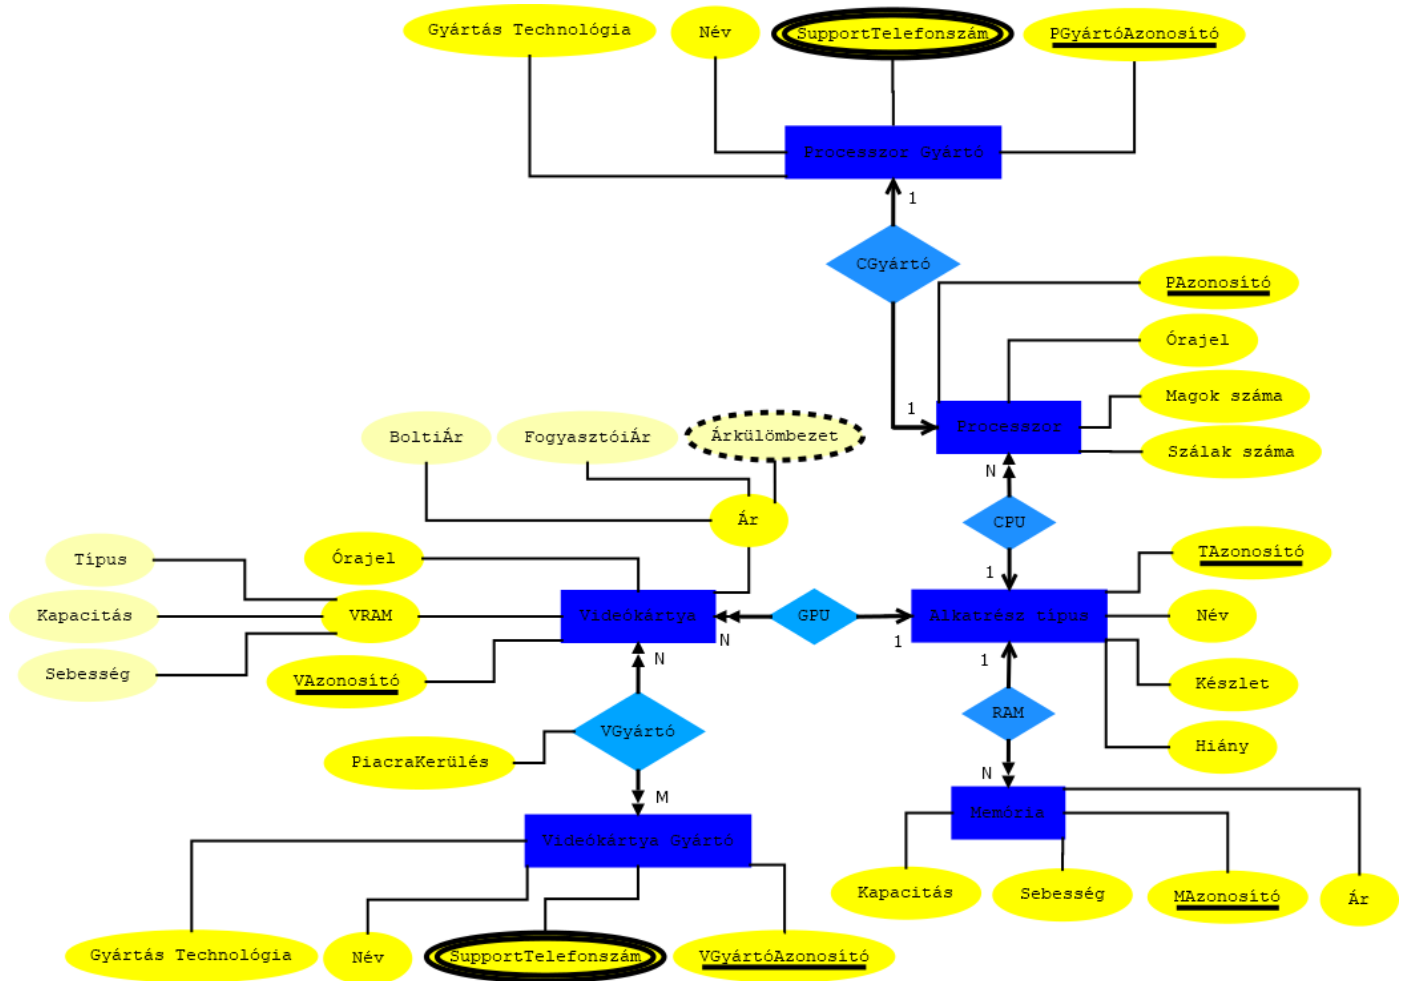 Gyártás Technológia
Név
SupportTelefonszám
PGyártóAzonosító
Processzor Gyártó
1
CGyártó
PAzonosító
Órajel
Magok száma
1
Processzor
Szálak száma
BoltiÁr
FogyasztóiÁr
Árkülömbezet
N
Ár
CPU
Típus
Órajel
TAzonosító
1
Kapacitás
VRAM
Videókártya
GPU
Alkatrész típus
Név
N
1
1
N
Sebesség
VAzonosító
Készlet
RAM
VGyártó
Hiány
PiacraKerülés
N
M
Memória
Videókártya Gyártó
Kapacitás
Sebesség
MAzonosító
Ár
Gyártás Technológia
Név
SupportTelefonszám
VGyártóAzonosító